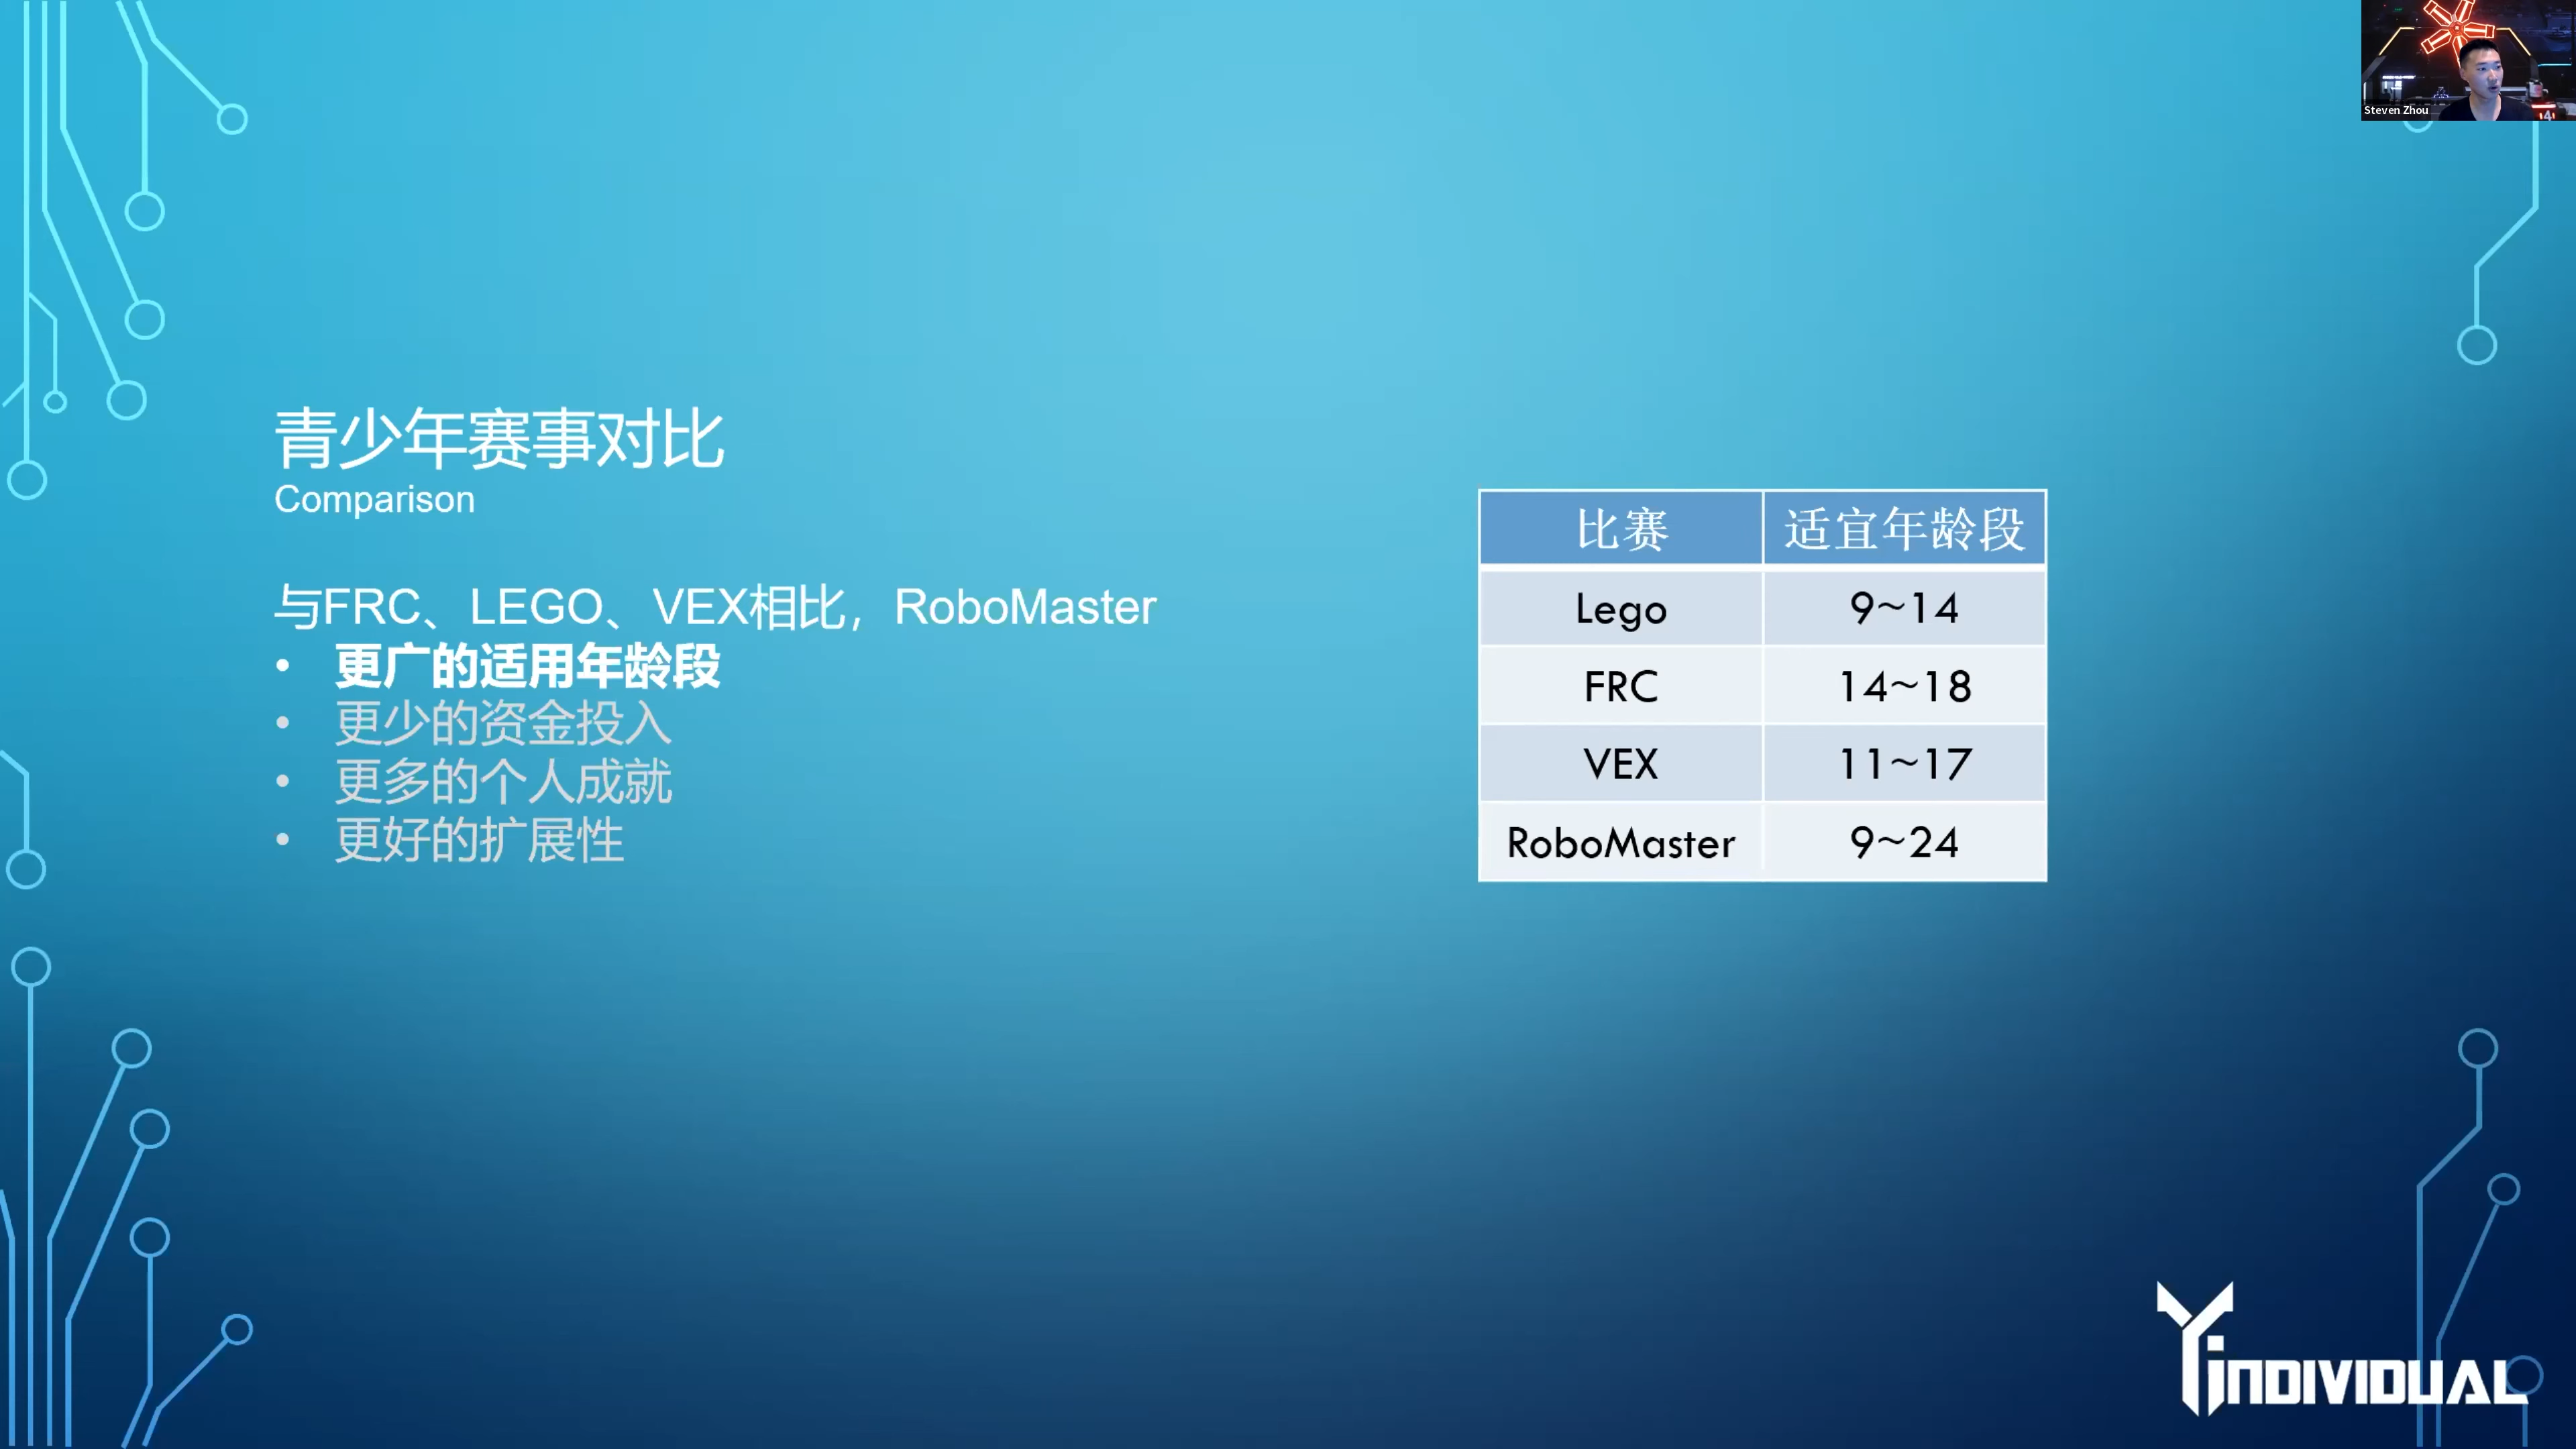 Steven Zhou
青少年赛事对比
Comparison
与FRC、LEGO、VEX相比，RoboMaster
• 更广的适用年龄段
• 更少的资金投入
• 更多的个人成就
• 更好的扩展性
比赛 适宜年龄段
Lego 9~14
FRC 14~18
VEX 11~17
RoboMaster 9~24
YiNDIVIDUAL